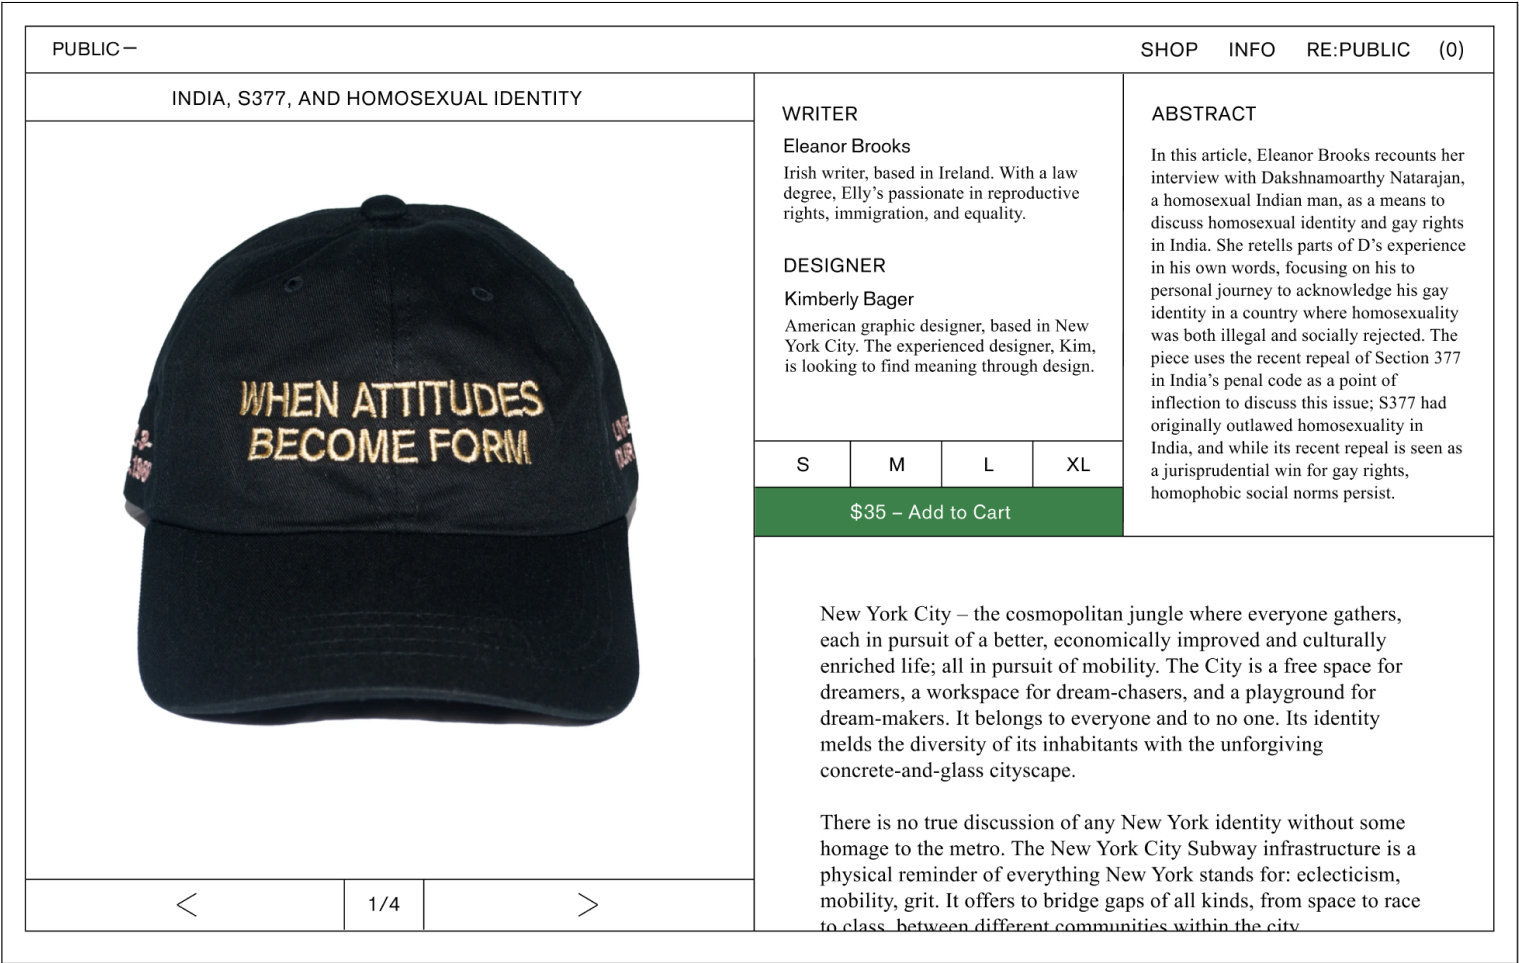 PUBLIC—
SHOP INFO RE:PUBLIC (0)
INDIA, S377, AND HOMOSEXUAL IDENTITY
WHEN ATTITUDES
BECOME FORM
<
1/4
>
WRITER
Eleanor Brooks
Irish writer, based in Ireland. With a law
degree, Elly’s passionate in reproductive
rights, immigration, and equality.
DESIGNER
Kimberly Bager
American graphic designer, based in New
York City. The experienced designer, Kim,
is looking to find meaning through design.
S M L XL
$35 – Add to Cart
ABSTRACT
In this article, Eleanor Brooks recounts her
interview with Dakshnamoarthy Natarajan,
a homosexual Indian man, as a means to
discuss homosexual identity and gay rights
in India. She retells parts of D’s experience
in his own words, focusing on his to
personal journey to acknowledge his gay
identity in a country where homosexuality
was both illegal and socially rejected. The
piece uses the recent repeal of Section 377
in India’s penal code as a point of
inflection to discuss this issue; S377 had
originally outlawed homosexuality in
India, and while its recent repeal is seen as
a jurisprudential win for gay rights,
homophobic social norms persist.
New York City – the cosmopolitan jungle where everyone gathers,
each in pursuit of a better, economically improved and culturally
enriched life; all in pursuit of mobility. The City is a free space for
dreamers, a workspace for dream-chasers, and a playground for
dream-makers. It belongs to everyone and to no one. Its identity
melds the diversity of its inhabitants with the unforgiving
concrete-and-glass cityscape.
There is no true discussion of any New York identity without some
homage to the metro. The New York City Subway infrastructure is a
physical reminder of everything New York stands for: eclecticism,
mobility, grit. It offers to bridge gaps of all kinds, from space to race
to class, between different communities within the city.